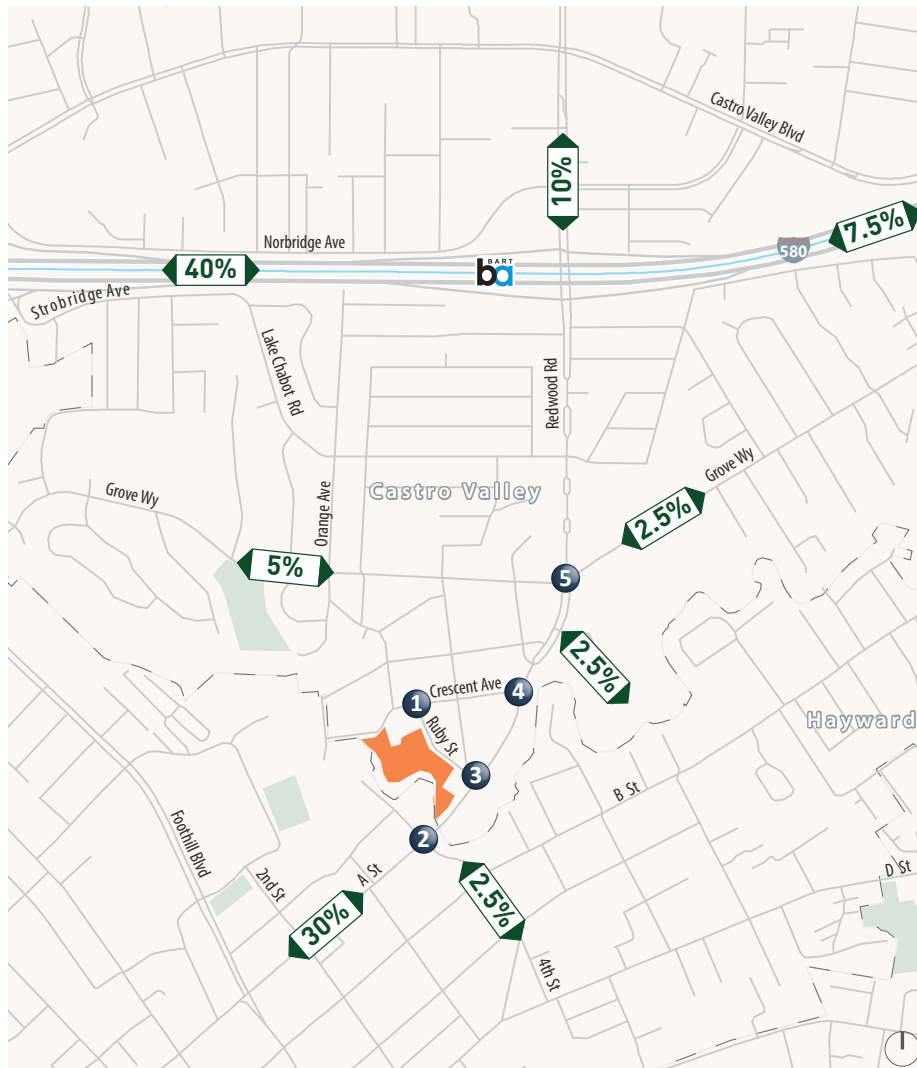 Castro Valley Blvd
10%
7.5%
580
Norbridge Ave
40%
BART
ba
Strobridge Ave
Lake Chabot Rd
Redwood Rd
Grove Wy
Castro Valley
Grove Wy
Orange Ave
2.5%
5%
5
2.5%
Crescent Ave
4
1
Ruby St
Hayward
3
B St
2
Foothill Blvd
A St
2nd St
D St
2.5%
30%
4th St